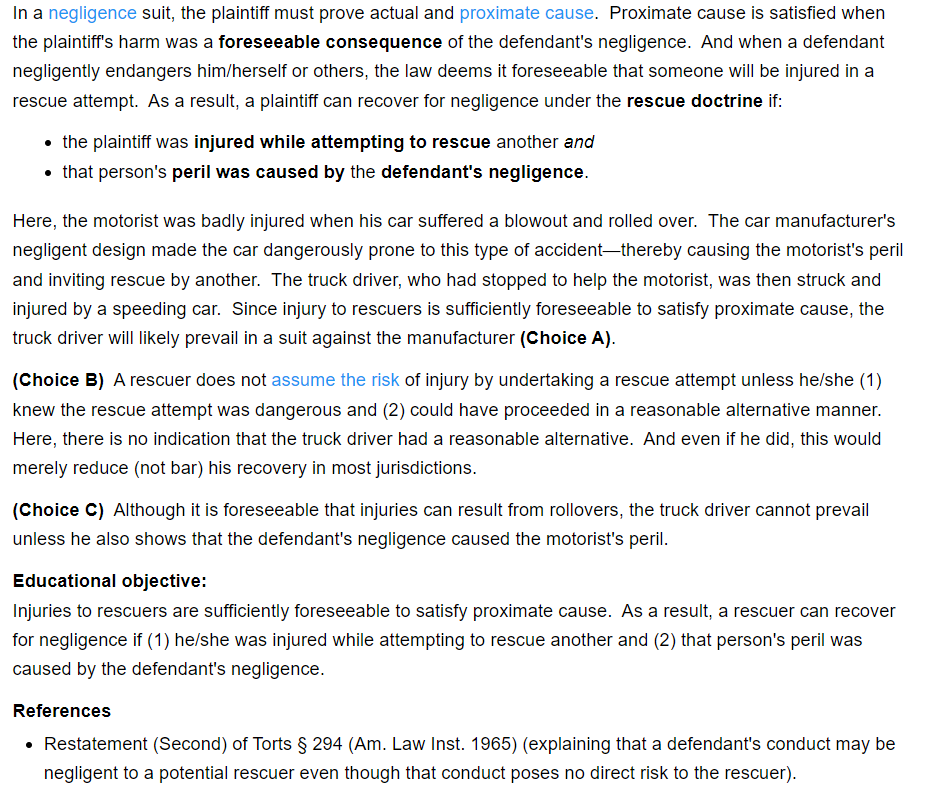 In a negligence suit, the plaintiff must prove actual and proximate cause.  Proximate cause is satisfied when
the plaintiff's harm was a foreseeable consequence of the defendant's negligence.  And when a defendant
negligently endangers him/herself or others, the law deems it foreseeable that someone will be injured in a
rescue attempt.  As a result, a plaintiff can recover for negligence under the rescue doctrine if:
• the plaintiff was injured while attempting to rescue another and
• that person's peril was caused by the defendant's negligence.
Here, the motorist was badly injured when his car suffered a blowout and rolled over.  The car manufacturer's
negligent design made the car dangerously prone to this type of accident—thereby causing the motorist's peril
and inviting rescue by another.  The truck driver, who had stopped to help the motorist, was then struck and
injured by a speeding car.  Since injury to rescuers is sufficiently foreseeable to satisfy proximate cause, the
truck driver will likely prevail in a suit against the manufacturer (Choice A).
(Choice B)  A rescuer does not assume the risk of injury by undertaking a rescue attempt unless he/she (1)
knew the rescue attempt was dangerous and (2) could have proceeded in a reasonable alternative manner.
Here, there is no indication that the truck driver had a reasonable alternative.  And even if he did, this would
merely reduce (not bar) his recovery in most jurisdictions.
(Choice C)  Although it is foreseeable that injuries can result from rollovers, the truck driver cannot prevail
unless he also shows that the defendant's negligence caused the motorist's peril.
Educational objective:
Injuries to rescuers are sufficiently foreseeable to satisfy proximate cause.  As a result, a rescuer can recover
for negligence if (1) he/she was injured while attempting to rescue another and (2) that person's peril was
caused by the defendant's negligence.
References
• Restatement (Second) of Torts § 294 (Am. Law Inst. 1965) (explaining that a defendant's conduct may be
negligent to a potential rescuer even though that conduct poses no direct risk to the rescuer).